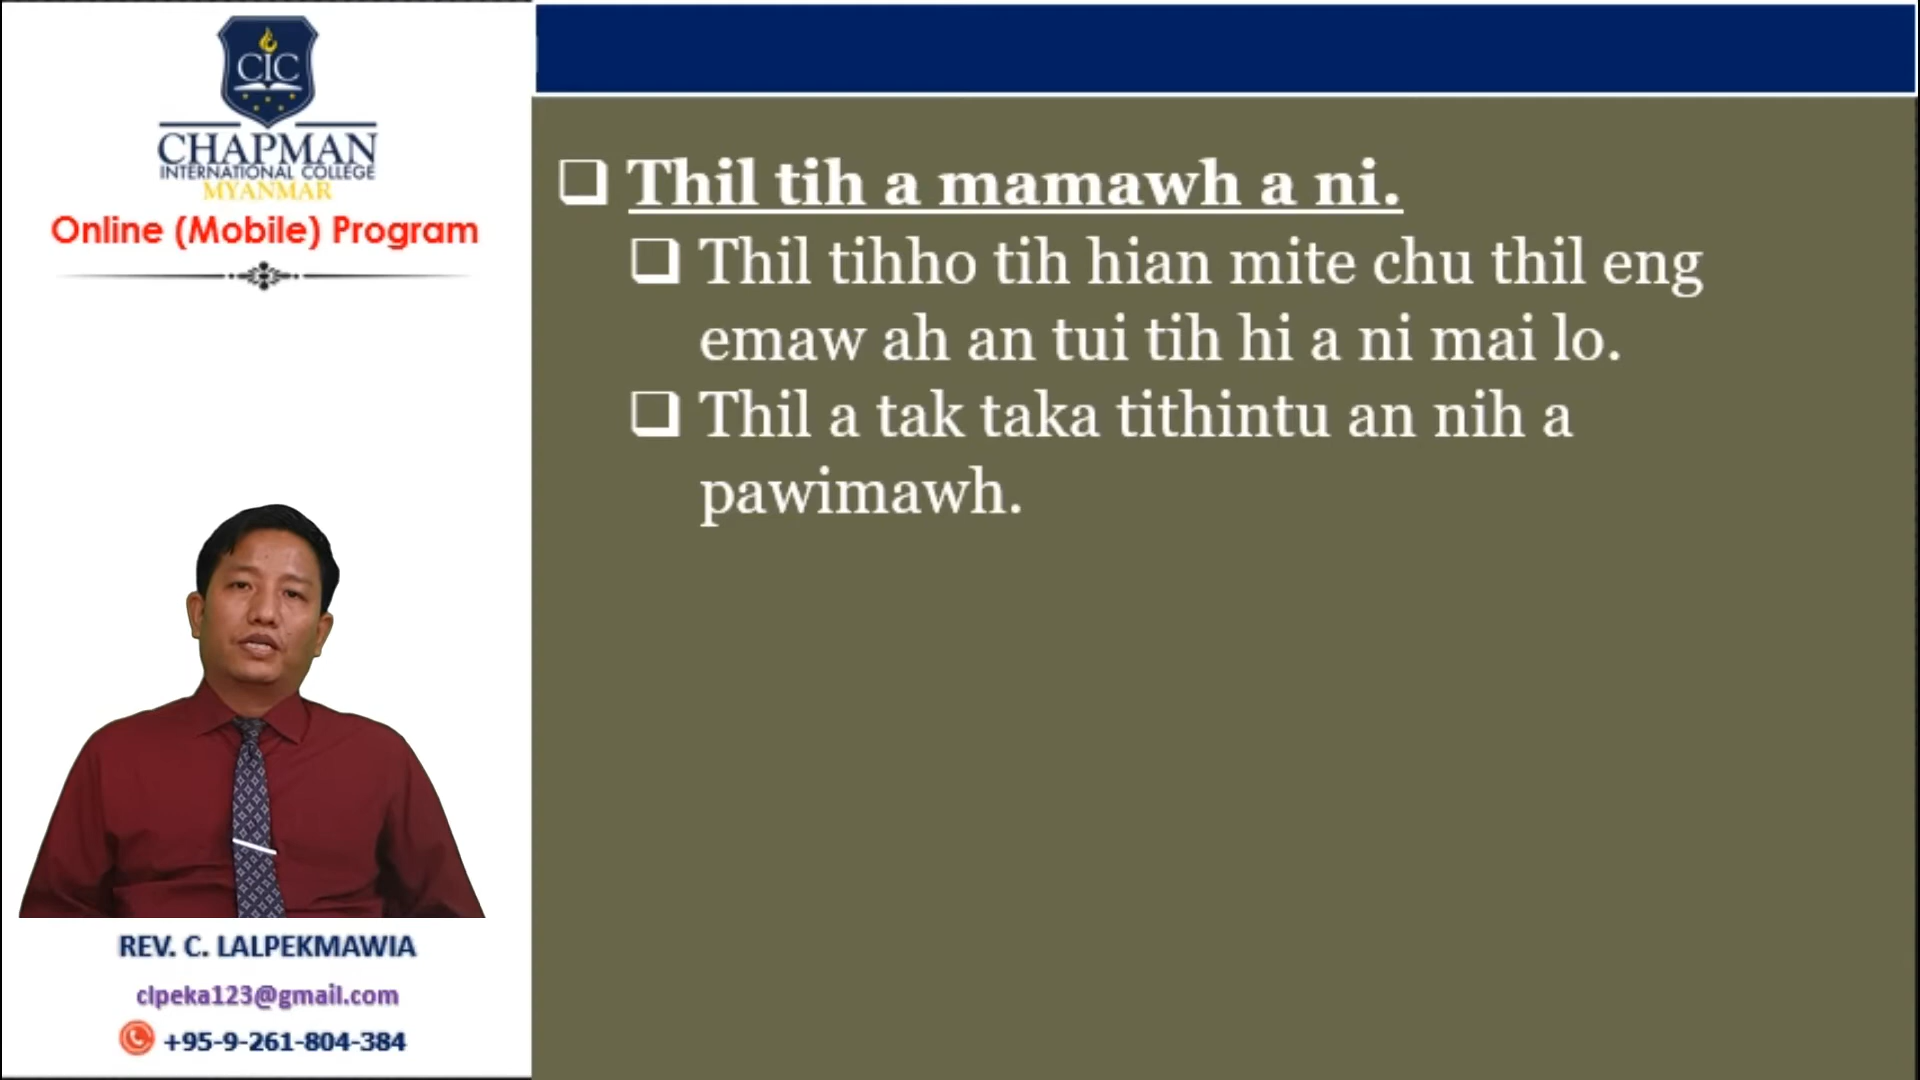 CIC
CHAPMAN
INTERNATIONAL COLLEGE
MYANMAR
Online (Mobile) Program
REV. C. LALPEKMAWIA
clpeka123@gmail.com
+95-9-261-804-384
Thil tih a mamawh a ni.
Thil tihho tih hian mite chu thil eng
emaw ah an tui tih hi a ni mai lo.
Thil a tak taka tithintu an nih a
pawimawh.